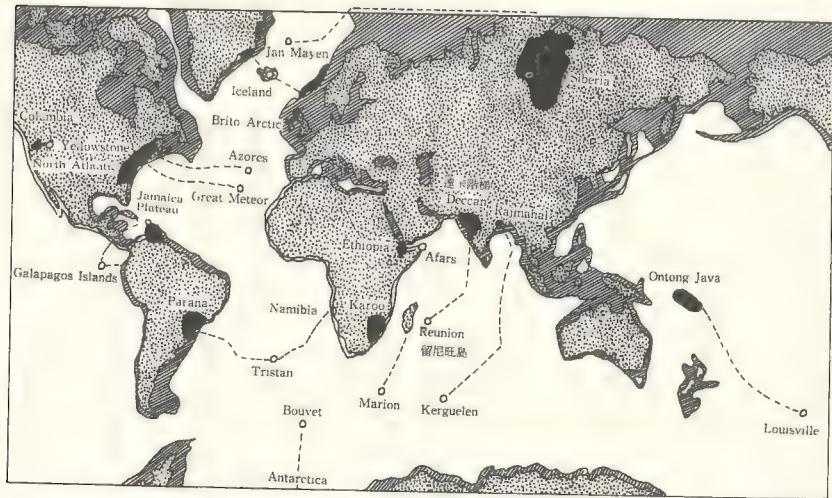 Jan Mayen
Iceland
Siberia
Columbia
Brito Arctic
Yellowstone
North Atlantic
Azores
Great Meteor
Jamaica
Plateau
Deccan
Rajmahal
Ethiopia
Afars
Galapagos Islands
Ontong Java
Parana
Namibia
Karoo
Reunion
留尼旺島
Tristan
Marion
Kerguelen
Bouvet
Louisville
Antarctica